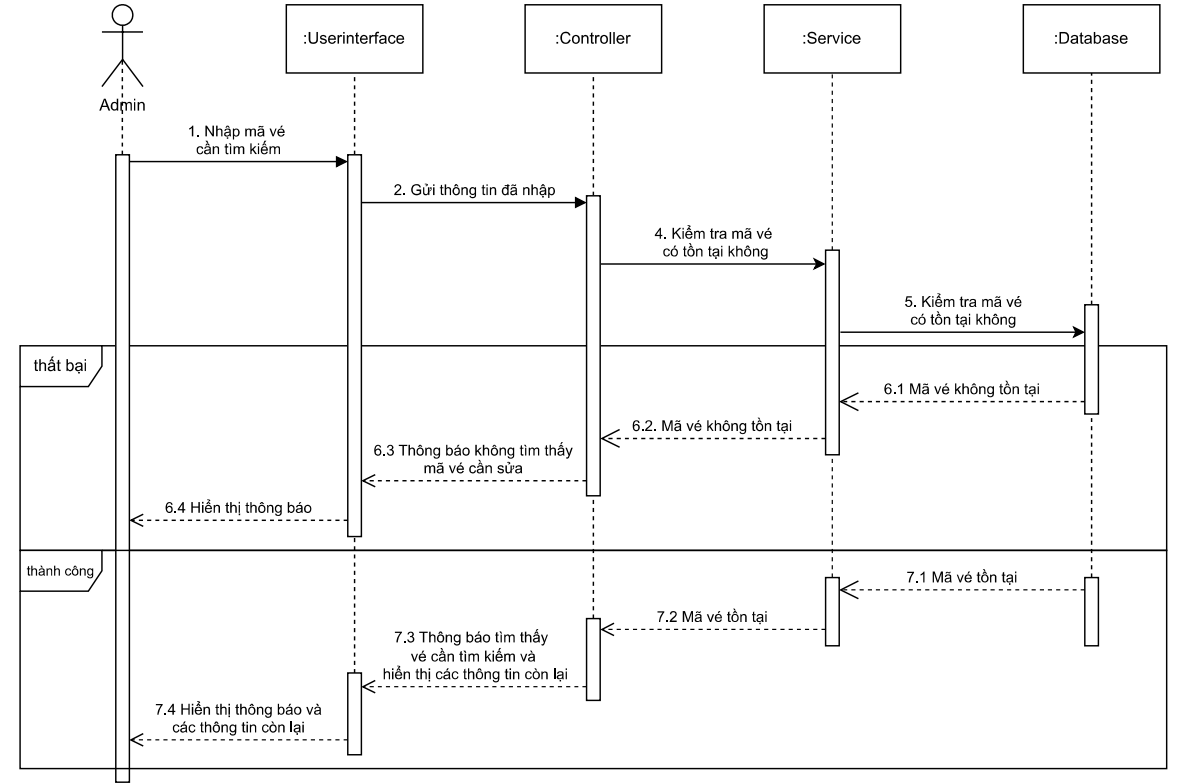 :Userinterface
:Controller
:Service
:Database
Admin
1. Nhập mã vé
cần tìm kiếm
2. Gửi thông tin đã nhập
4. Kiểm tra mã vé
có tồn tại không
5. Kiểm tra mã vé
có tồn tại không
thất bại
6.1 Mã vé không tồn tại
6.2. Mã vé không tồn tại
6.3 Thông báo không tìm thấy
mã vé cần sửa
6.4 Hiển thị thông báo
thành công
7.1 Mã vé tồn tại
7.2 Mã vé tồn tại
7.3 Thông báo tìm thấy
vé cần tìm kiếm và
hiển thị các thông tin còn lại
7.4 Hiển thị thông báo và
các thông tin còn lại